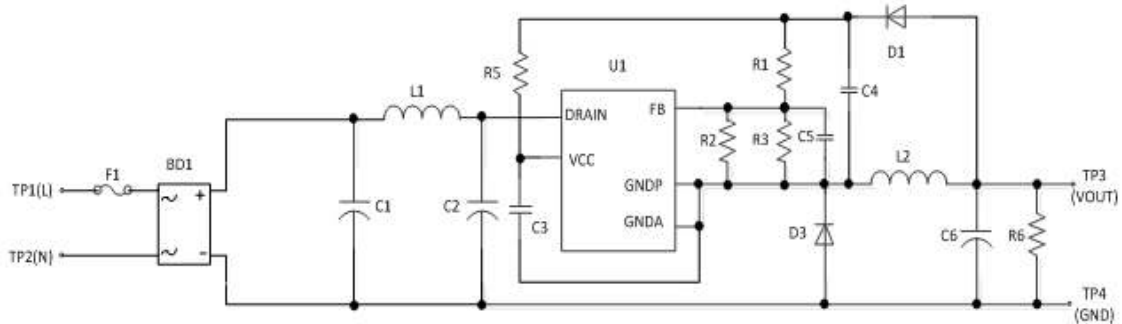 D1
R5
U1
R1
C4
L1
DRAIN
FB
R2
R3
C5
VCC
L2
BD1
F1
TP1(L)
+
GNDP
TP3
(VOUT)
C1
C2
C3
GNDA
D3
C6
R6
TP2(N)
-
TP4
(GND)